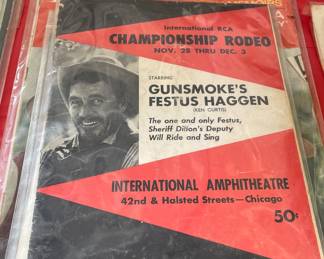 International RCA
CHAMPIONSHIP RODEO
NOV. 28 THRU DEC. 3
STARRING
GUNSMOKE'S
FESTUS HAGGEN
(KEN CURTIS)
The one and only Festus,
Sheriff Dillon's Deputy
Will Ride and Sing
INTERNATIONAL AMPHITHEATRE
42nd & Halsted Streets—Chicago
50¢